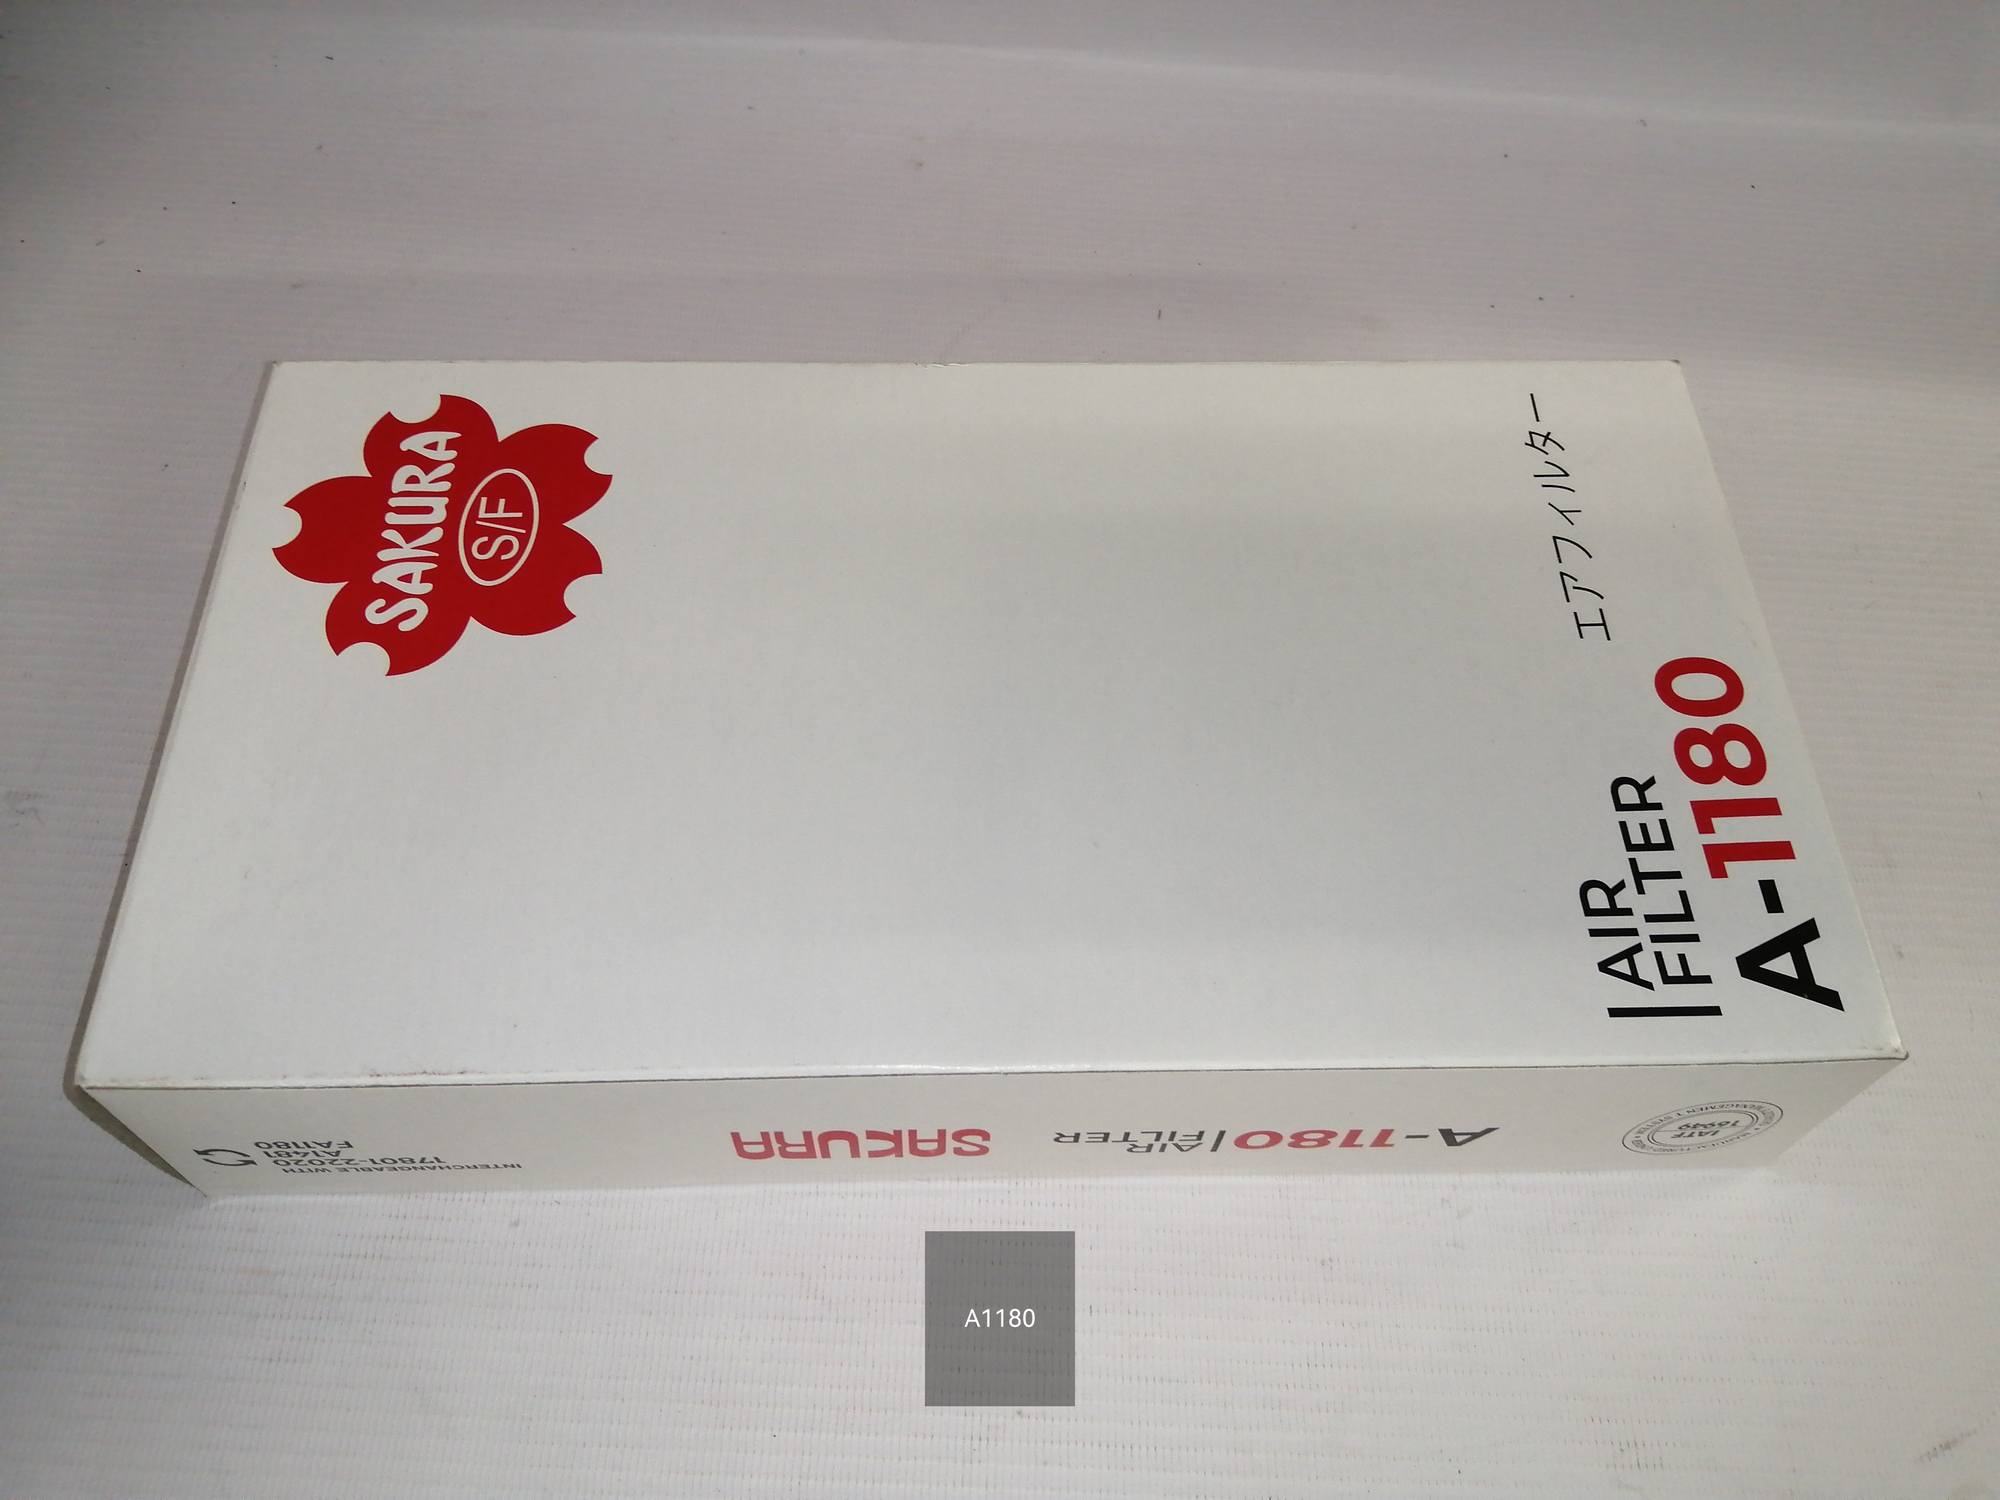 SAKURA
S/F
エアフィルター
AIR
FILTER
A-1180
IATF
16949
A-1180
AIR
FILTER
SAKURA
INTERCHANGEABLE WITH
17801-22020
A1481
FA1180
A1180